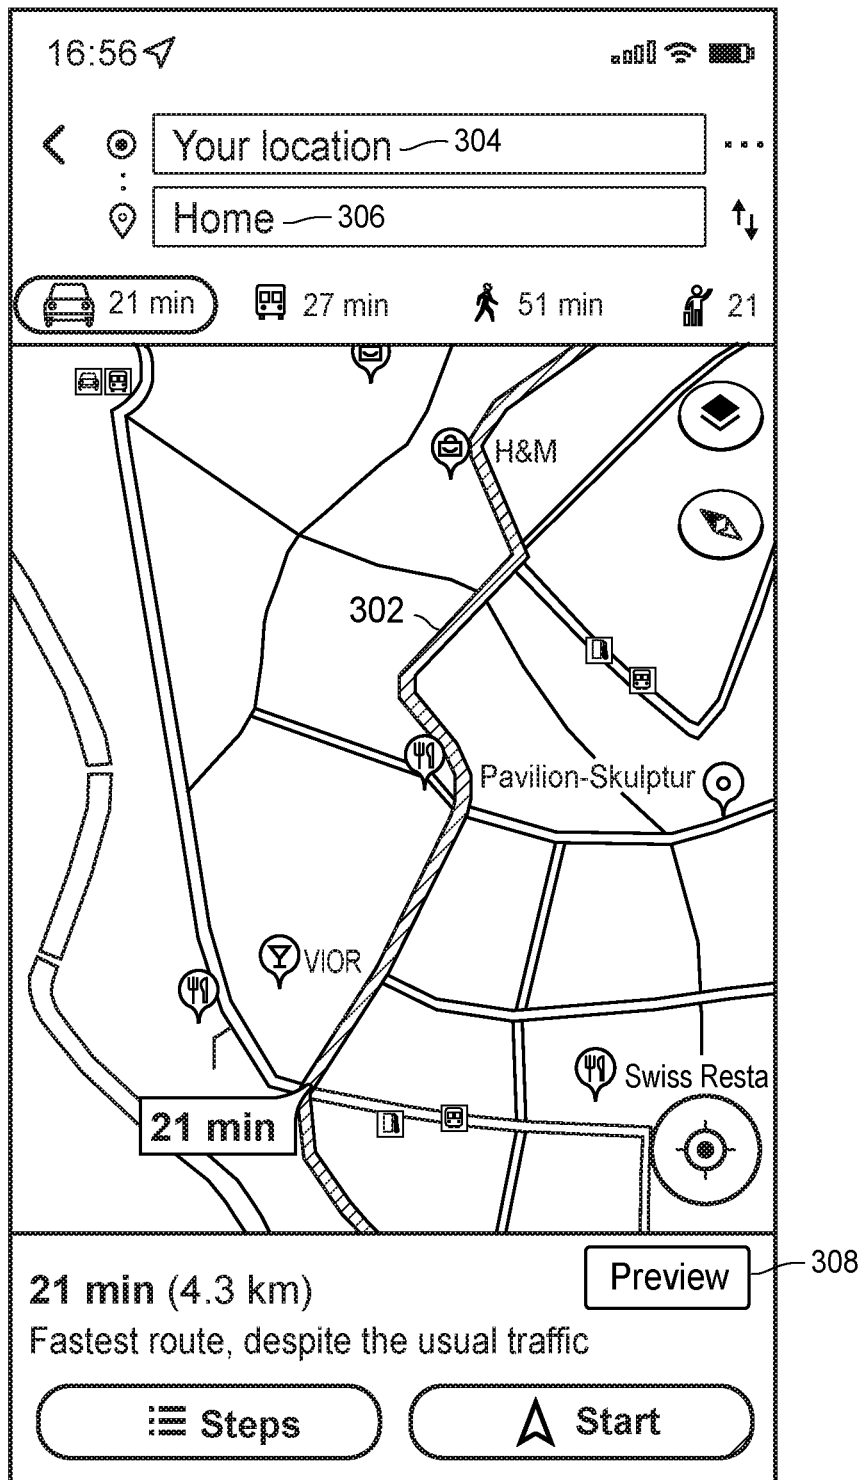 16:56
Your location 304
Home 306
21 min 27 min 51 min 21
H&M
302
Pavilion-Skulptur
VIOR
Swiss Resta
21 min
21 min (4.3 km) Preview 308
Fastest route, despite the usual traffic
Steps Start